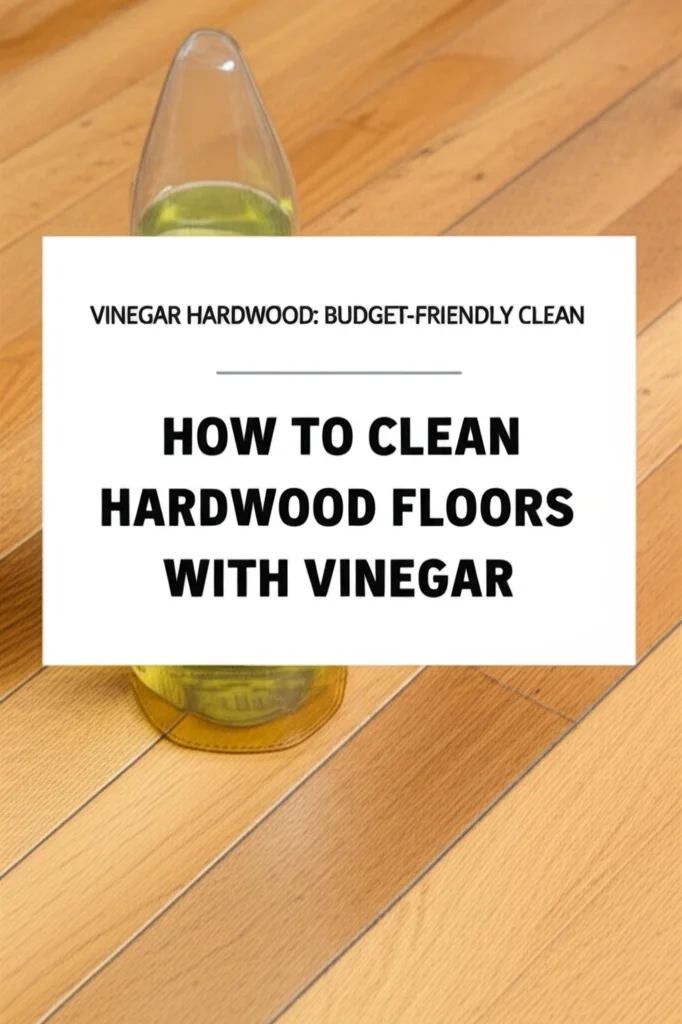 VINEGAR HARDWOOD: BUDGET-FRIENDLY CLEAN
HOW TO CLEAN
HARDWOOD FLOORS
WITH VINEGAR